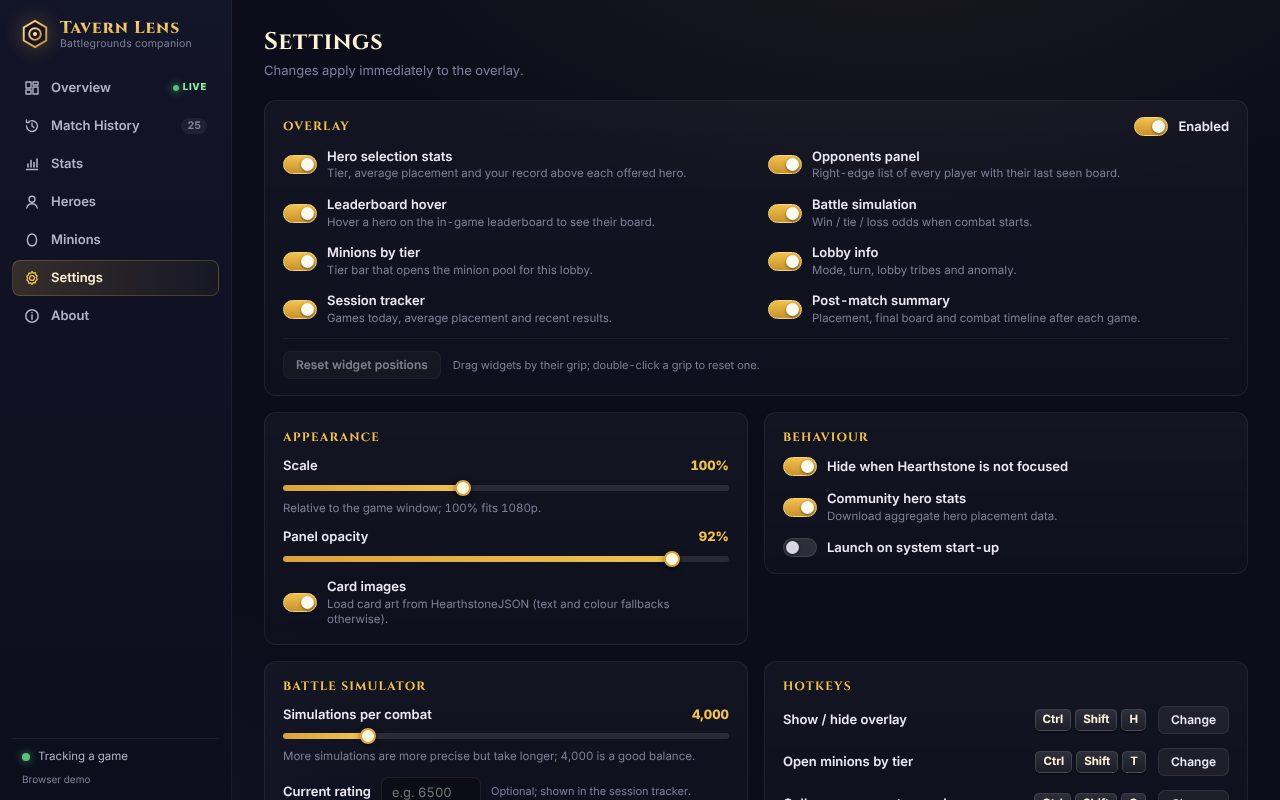 Tavern Lens
Battlegrounds companion
Overview
LIVE
Match History
25
Stats
Heroes
Minions
Settings
About
Tracking a game
Browser demo
Settings
Changes apply immediately to the overlay.
OVERLAY
Enabled
Hero selection stats
Tier, average placement and your record above each offered hero.
Opponents panel
Right-edge list of every player with their last seen board.
Leaderboard hover
Hover a hero on the in-game leaderboard to see their board.
Battle simulation
Win / tie / loss odds when combat starts.
Minions by tier
Tier bar that opens the minion pool for this lobby.
Lobby info
Mode, turn, lobby tribes and anomaly.
Session tracker
Games today, average placement and recent results.
Post-match summary
Placement, final board and combat timeline after each game.
Reset widget positions
Drag widgets by their grip; double-click a grip to reset one.
APPEARANCE
Scale
100%
Relative to the game window; 100% fits 1080p.
Panel opacity
92%
Card images
Load card art from HearthstoneJSON (text and colour fallbacks
otherwise).
BEHAVIOUR
Hide when Hearthstone is not focused
Community hero stats
Download aggregate hero placement data.
Launch on system start-up
BATTLE SIMULATOR
Simulations per combat
4,000
More simulations are more precise but take longer; 4,000 is a good balance.
Current rating
e.g. 6500
Optional; shown in the session tracker.
HOTKEYS
Show / hide overlay
Ctrl Shift H
Change
Open minions by tier
Ctrl Shift T
Change